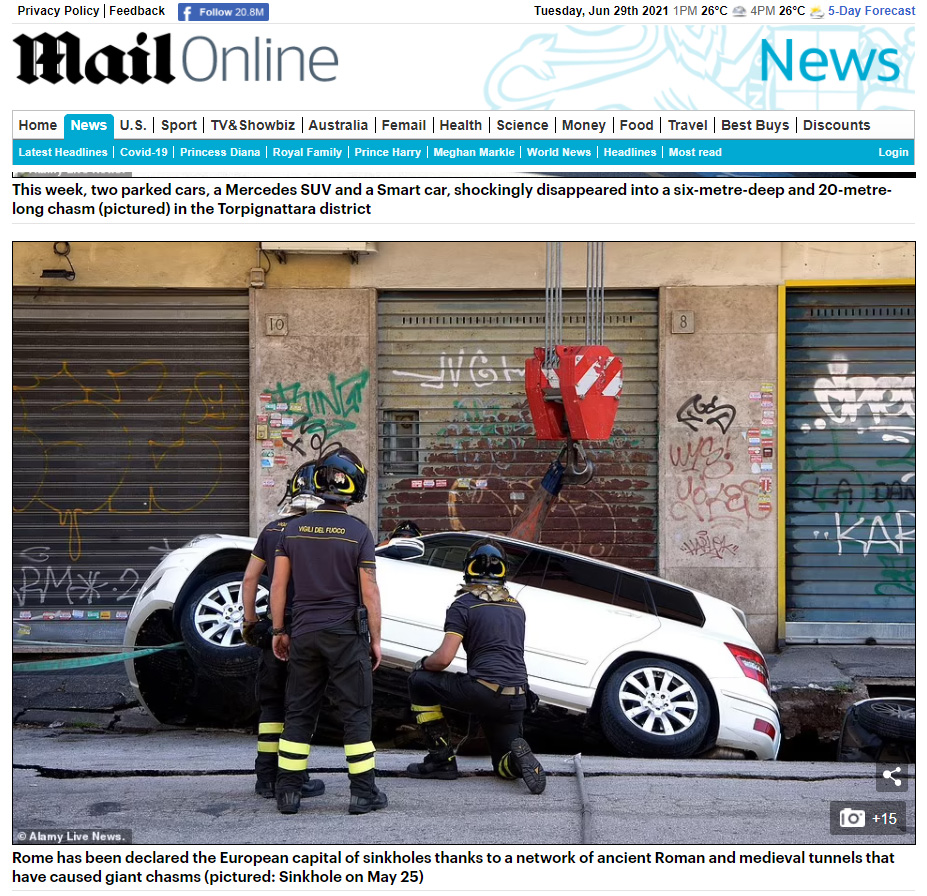 Privacy Policy | Feedback
Follow 20.8M
Tuesday, Jun 29th 2021 1PM 26°C 4PM 26°C 5-Day Forecast
Mail Online
News
Home News U.S. Sport TV&Showbiz Australia Femail Health Science Money Food Travel Best Buys Discounts
Latest Headlines Covid-19 Princess Diana Royal Family Prince Harry Meghan Markle World News Headlines Most read Login
This week, two parked cars, a Mercedes SUV and a Smart car, shockingly disappeared into a six-metre-deep and 20-metre-
long chasm (pictured) in the Torpignattara district
10
8
VIGILI DEL FUOCO
+15
© Alamy Live News.
Rome has been declared the European capital of sinkholes thanks to a network of ancient Roman and medieval tunnels that
have caused giant chasms (pictured: Sinkhole on May 25)